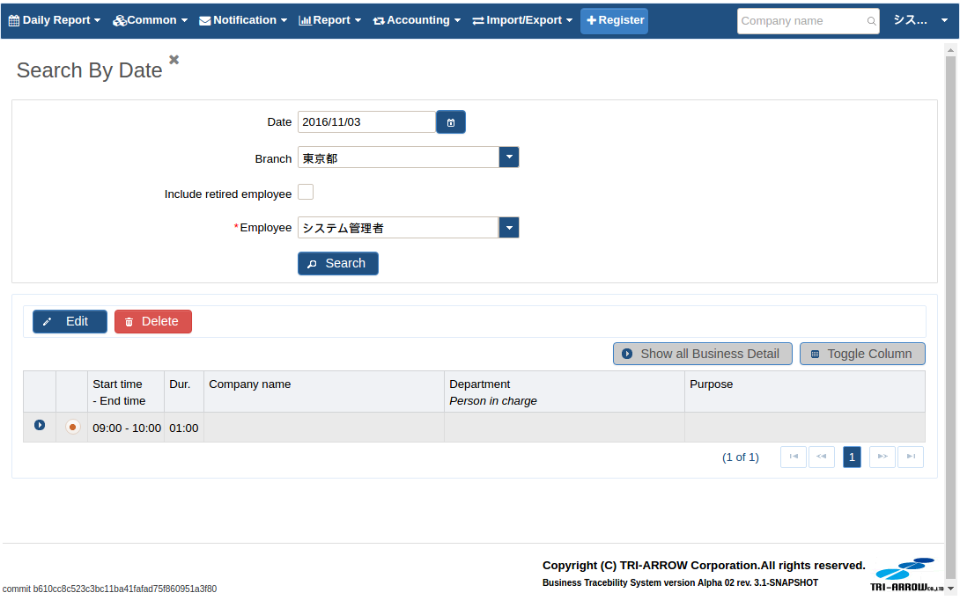 Daily Report Common Notification Report Accounting Import/Export Register Company name シス...
Search By Date
Date 2016/11/03
Branch 東京都
Include retired employee
*Employee システム管理者
Search
Edit Delete
Show all Business Detail Toggle Column
Start time Dur. Company name Department Purpose
- End time Person in charge
09:00 - 10:00 01:00
(1 of 1) 1
Copyright (C) TRI-ARROW Corporation.All rights reserved.
Business Tracebility System version Alpha 02 rev. 3.1-SNAPSHOT
TRI-ARROW Co.,Ltd
commit b610cc8c523c3bc11ba41fafad75f860951a3f80